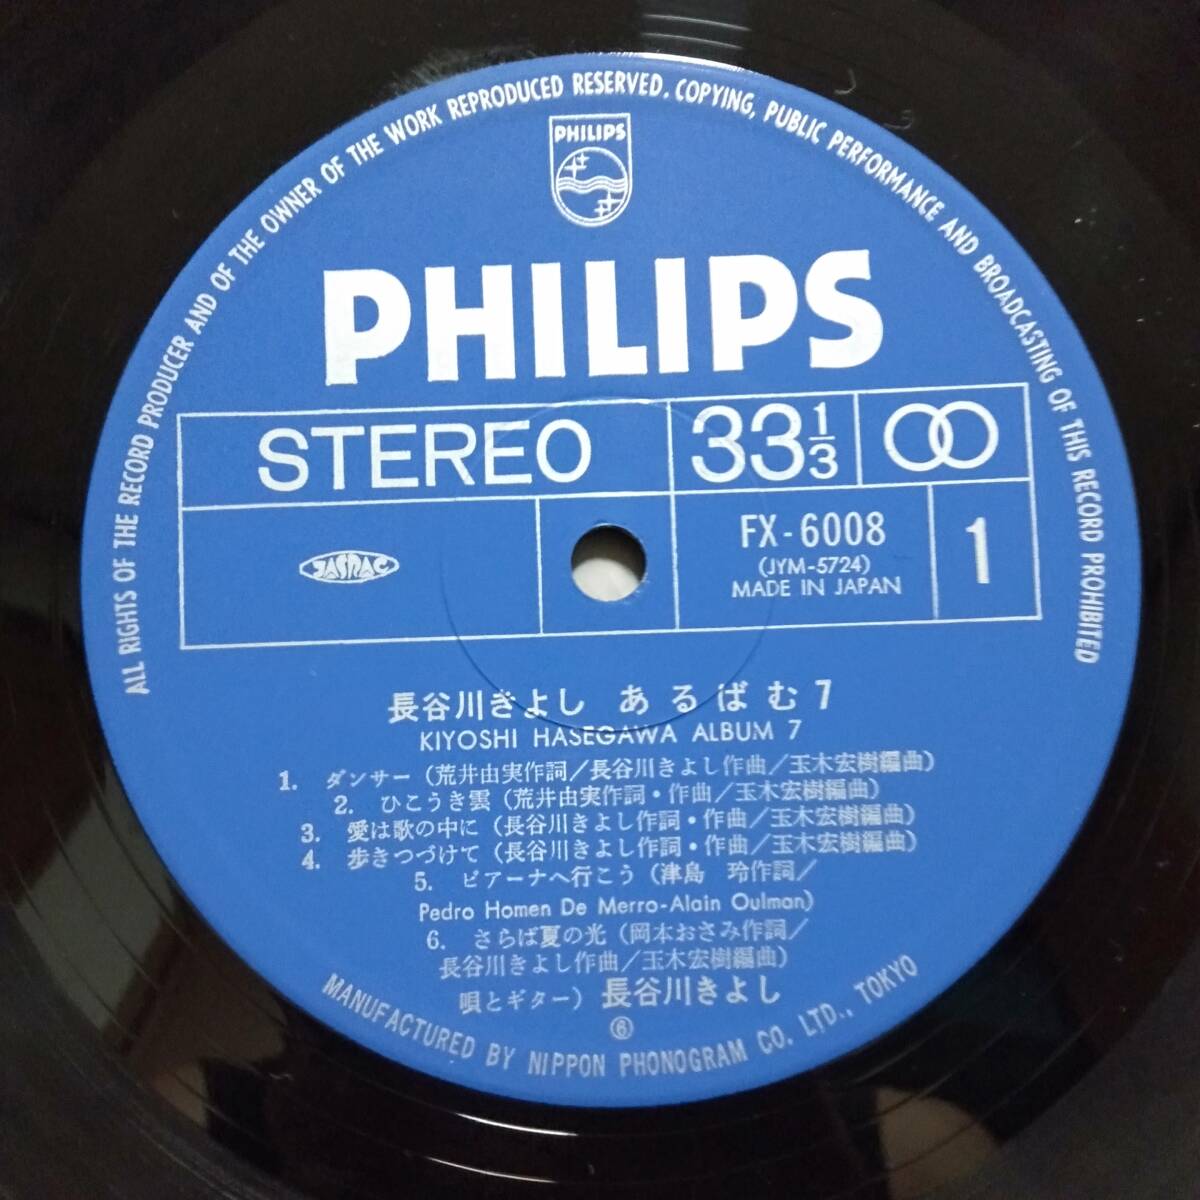 ALL RIGHTS OF THE RECORD PRODUCER AND OF THE OWNER OF THE WORK REPRODUCED RESERVED. COPYING, PUBLIC PERFORMANCE AND BROADCASTING OF THIS RECORD PROHIBITED
PHILIPS
PHILIPS
STEREO 33 1/3
JASRAC FX-6008 1
(JYM-5724)
MADE IN JAPAN
長谷川きよし あるばむ7
KIYOSHI HASEGAWA ALBUM 7
1. ダンサー(荒井由実作詞/長谷川きよし作曲/玉木宏樹編曲)
2. ひこうき雲(荒井由実作詞・作曲/玉木宏樹編曲)
3. 愛は歌の中に(長谷川きよし作詞・作曲/玉木宏樹編曲)
4. 歩きつづけて(長谷川きよし作詞・作曲/玉木宏樹編曲)
5. ビアーナへ行こう(津島 玲作詞/
Pedro Homen De Merro-Alain Oulman)
6. さらば夏の光(岡本おさみ作詞/
長谷川きよし作曲/玉木宏樹編曲)
唄とギター)長谷川きよし
⑥
MANUFACTURED BY NIPPON PHONOGRAM CO. LTD., TOKYO